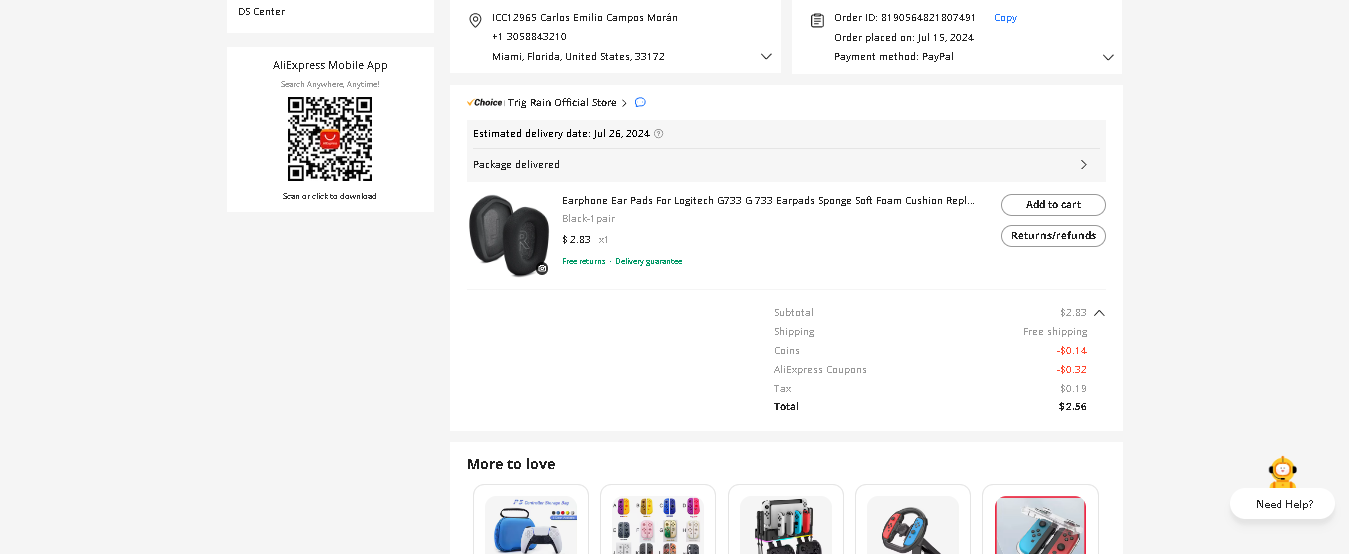 DS Center
AliExpress Mobile App
Search Anywhere, Anytime!
Scan or click to download
ICC12965 Carlos Emilio Campos Morán
+1 3058843210
Miami, Florida, United States, 33172
Order ID: 8190564821807491 Copy
Order placed on: Jul 15, 2024
Payment method: PayPal
Choice Trig Rain Official Store
Estimated delivery date: Jul 26, 2024
Package delivered
Earphone Ear Pads For Logitech G733 G 733 Earpads Sponge Soft Foam Cushion Repl...
Black-1 pair
$ 2.83 x1
Free returns · Delivery guarantee
Add to cart
Returns/refunds
Subtotal $2.83
Shipping Free shipping
Coins -$0.14
AliExpress Coupons -$0.32
Tax $0.19
Total $2.56
More to love
Need Help?